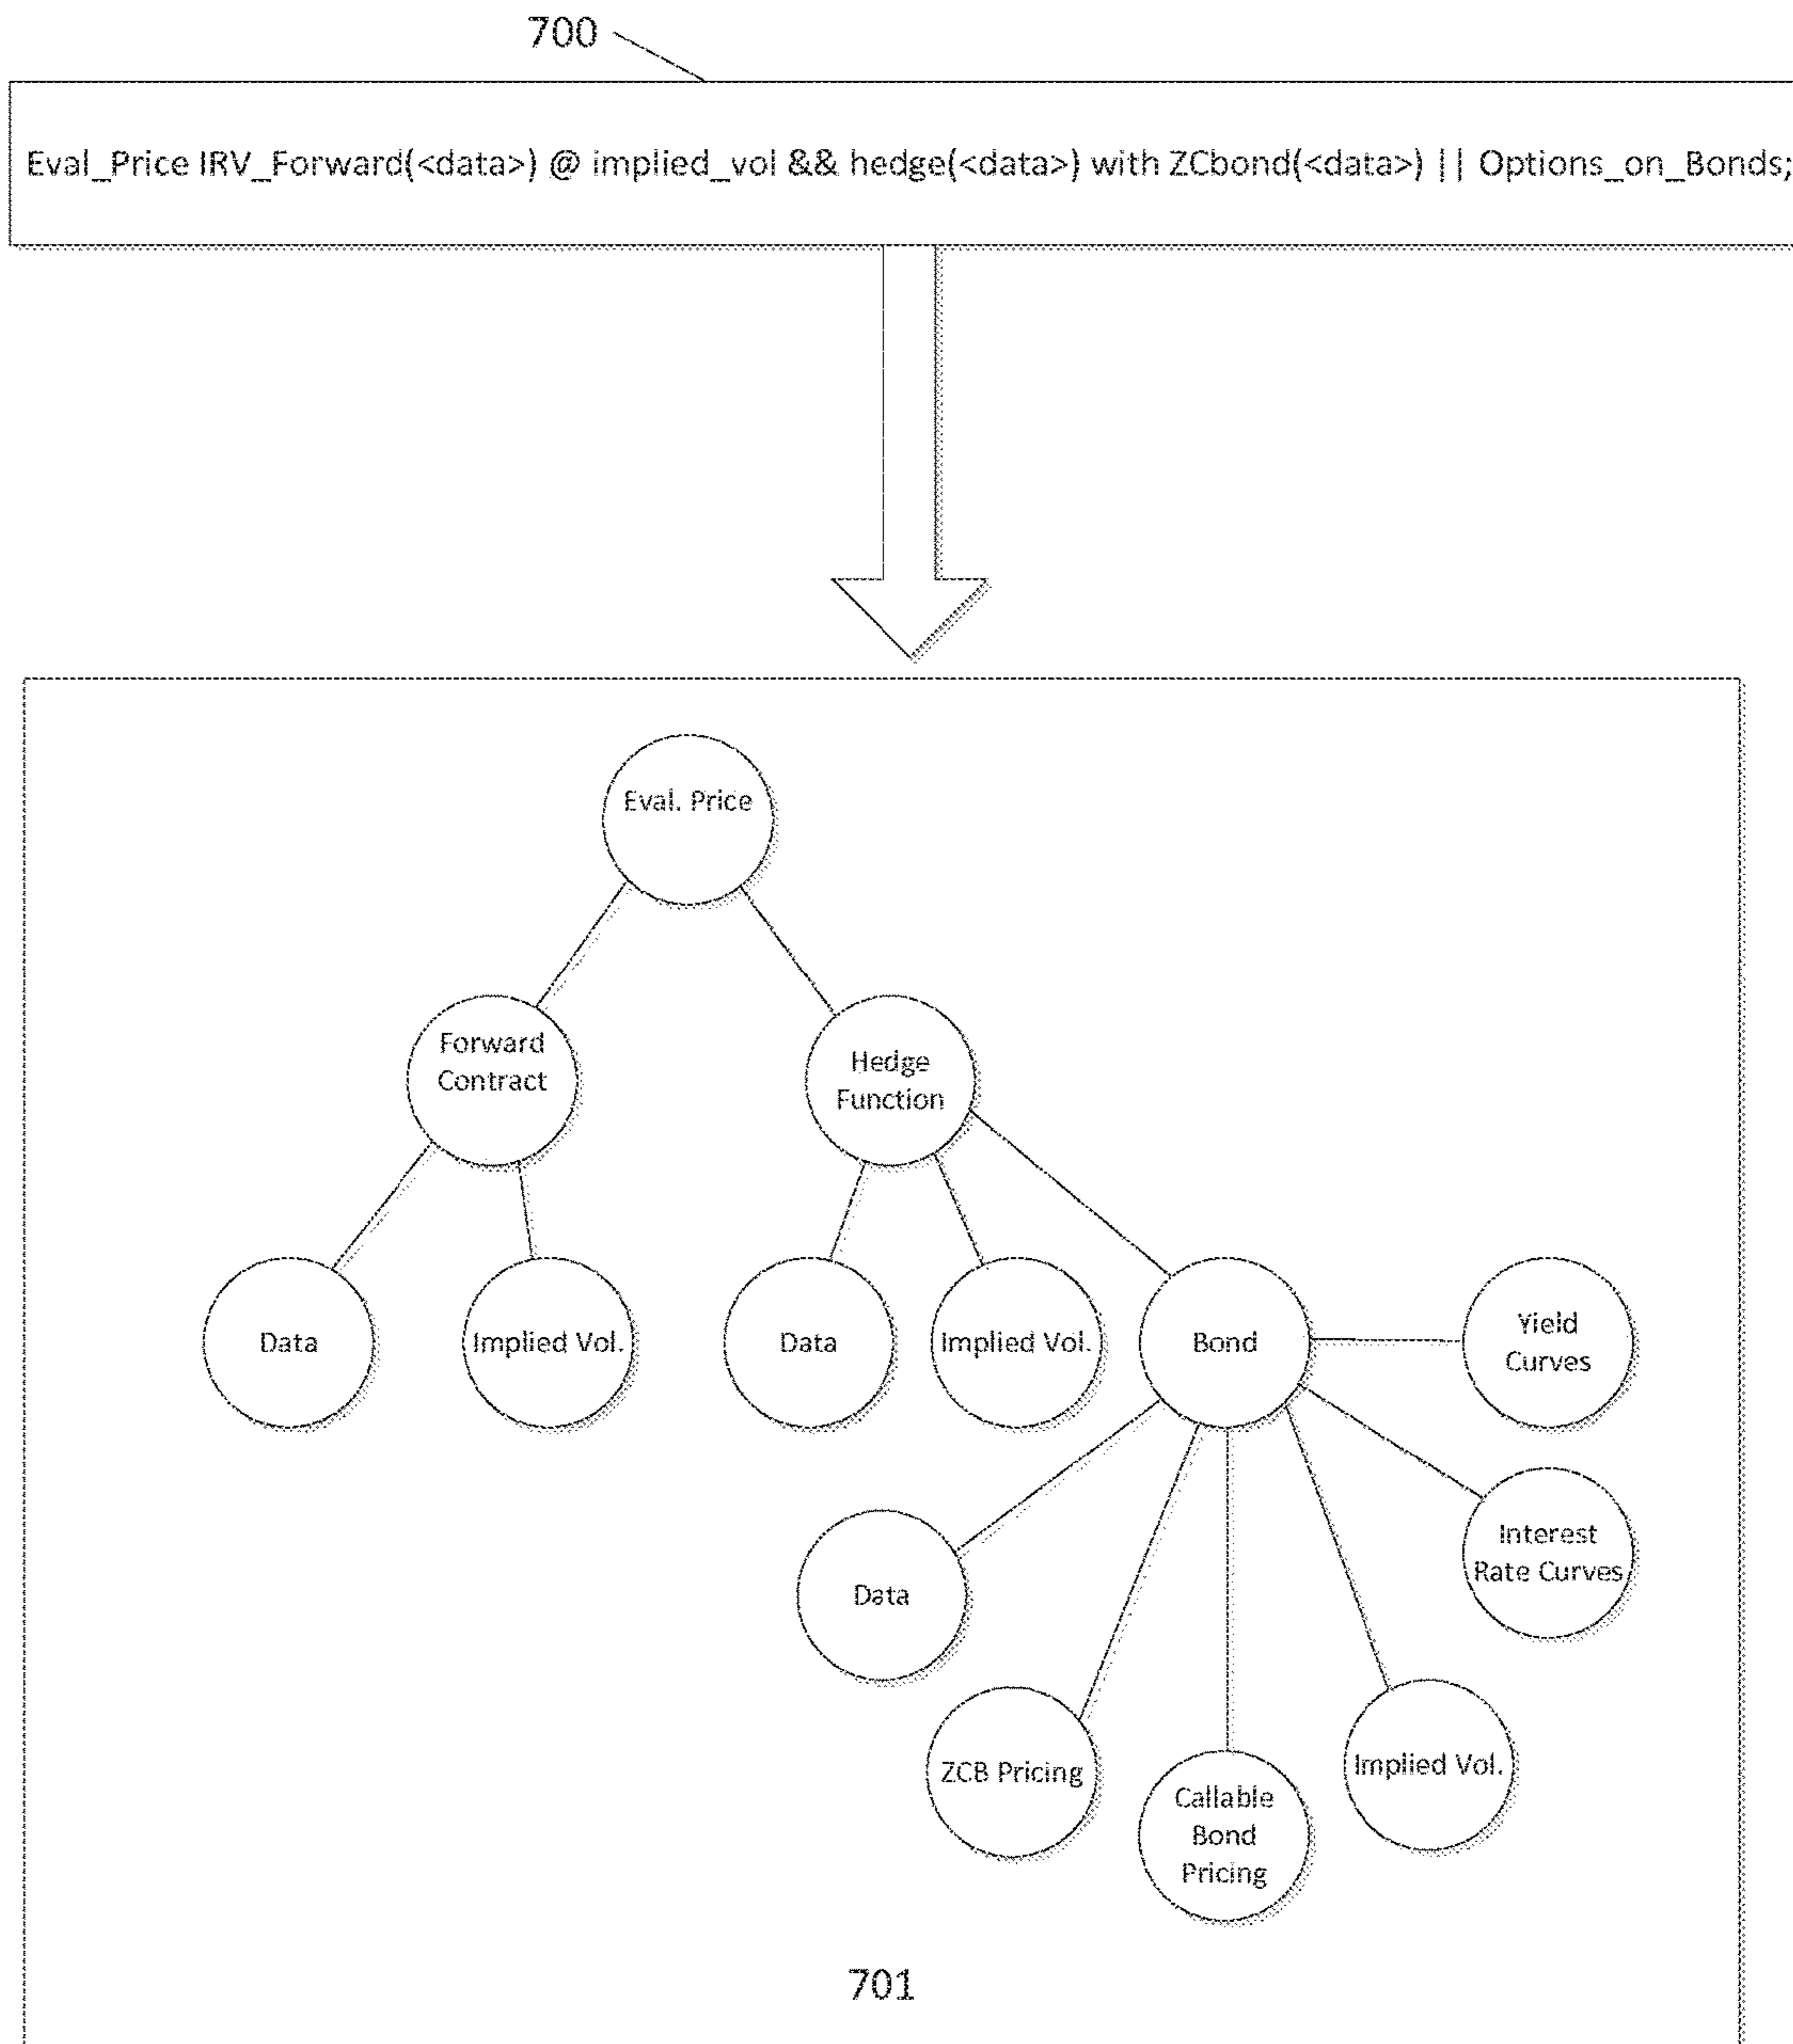 700
Eval_Price IRV_Forward(<data>) @ implied_vol && hedge(<data>) with ZCbond(<data>) || Options_on_Bonds;
Eval. Price
Forward
Contract
Hedge
Function
Data
Implied Vol.
Data
Implied Vol.
Bond
Yield
Curves
Interest
Rate Curves
Data
ZCB Pricing
Callable
Bond
Pricing
Implied Vol.
701